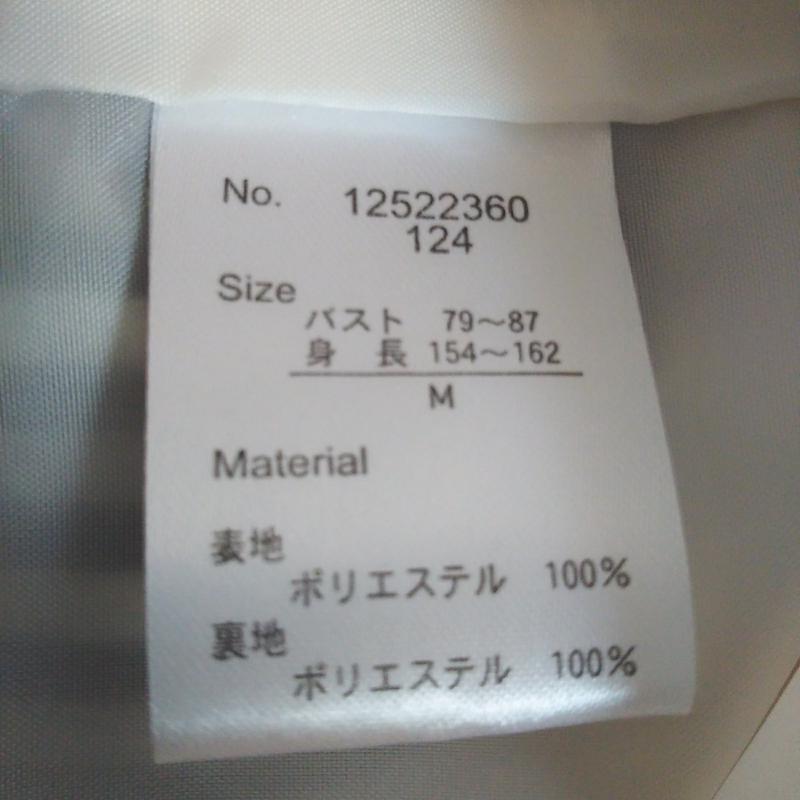 No. 12522360
124
Size
バスト 79～87
身 長 154～162
M
Material
表地
ポリエステル 100%
裏地
ポリエステル 100%